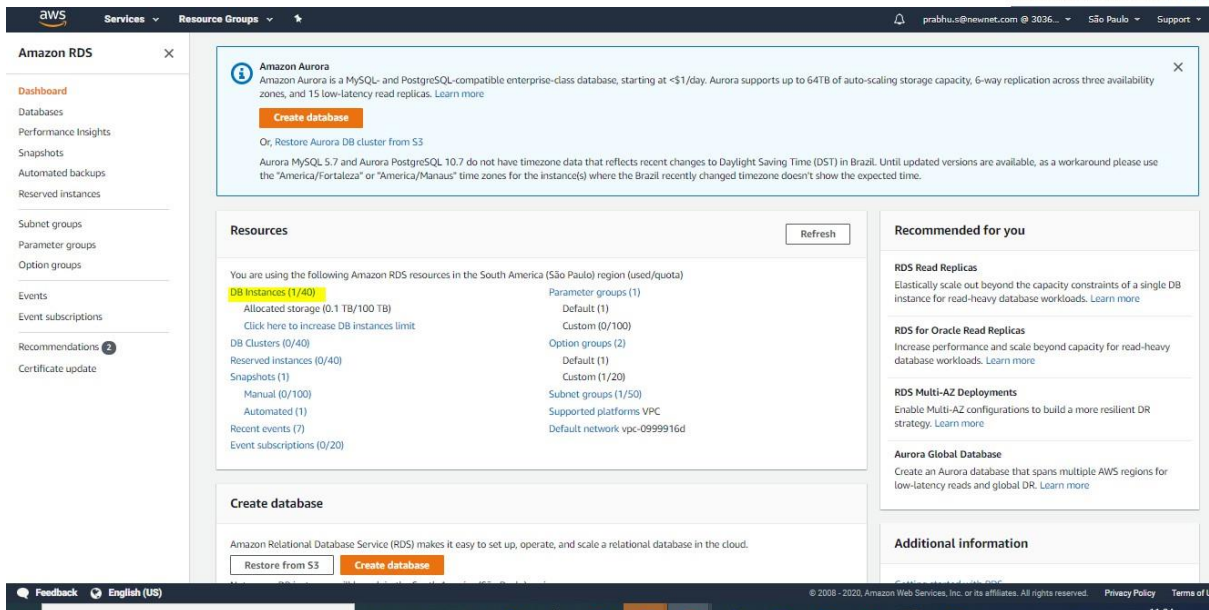 aws
Services
Resource Groups
prabhu.s@newnet.com @ 3036...
São Paulo
Support
Amazon RDS
Dashboard
Databases
Performance Insights
Snapshots
Automated backups
Reserved instances
Subnet groups
Parameter groups
Option groups
Events
Event subscriptions
Recommendations 2
Certificate update
Amazon Aurora
Amazon Aurora is a MySQL- and PostgreSQL-compatible enterprise-class database, starting at <$1/day. Aurora supports up to 64TB of auto-scaling storage capacity, 6-way replication across three availability
zones, and 15 low-latency read replicas. Learn more
Create database
Or, Restore Aurora DB cluster from S3
Aurora MySQL 5.7 and Aurora PostgreSQL 10.7 do not have timezone data that reflects recent changes to Daylight Saving Time (DST) in Brazil. Until updated versions are available, as a workaround please use
the "America/Fortaleza" or "America/Manaus" time zones for the instance(s) where the Brazil recently changed timezone doesn't show the expected time.
Resources
Refresh
You are using the following Amazon RDS resources in the South America (São Paulo) region (used/quota)
DB Instances (1/40)
Allocated storage (0.1 TB/100 TB)
Click here to increase DB instances limit
DB Clusters (0/40)
Reserved instances (0/40)
Snapshots (1)
Manual (0/100)
Automated (1)
Recent events (7)
Event subscriptions (0/20)
Parameter groups (1)
Default (1)
Custom (0/100)
Option groups (2)
Default (1)
Custom (1/20)
Subnet groups (1/50)
Supported platforms VPC
Default network vpc-0999916d
Recommended for you
RDS Read Replicas
Elastically scale out beyond the capacity constraints of a single DB
instance for read-heavy database workloads. Learn more
RDS for Oracle Read Replicas
Increase performance and scale beyond capacity for read-heavy
database workloads. Learn more
RDS Multi-AZ Deployments
Enable Multi-AZ configurations to build a more resilient DR
strategy. Learn more
Aurora Global Database
Create an Aurora database that spans multiple AWS regions for
low-latency reads and global DR. Learn more
Create database
Amazon Relational Database Service (RDS) makes it easy to set up, operate, and scale a relational database in the cloud.
Restore from S3
Create database
Additional information
Feedback
English (US)
© 2008 - 2020, Amazon Web Services, Inc. or its affiliates. All rights reserved.
Privacy Policy
Terms of